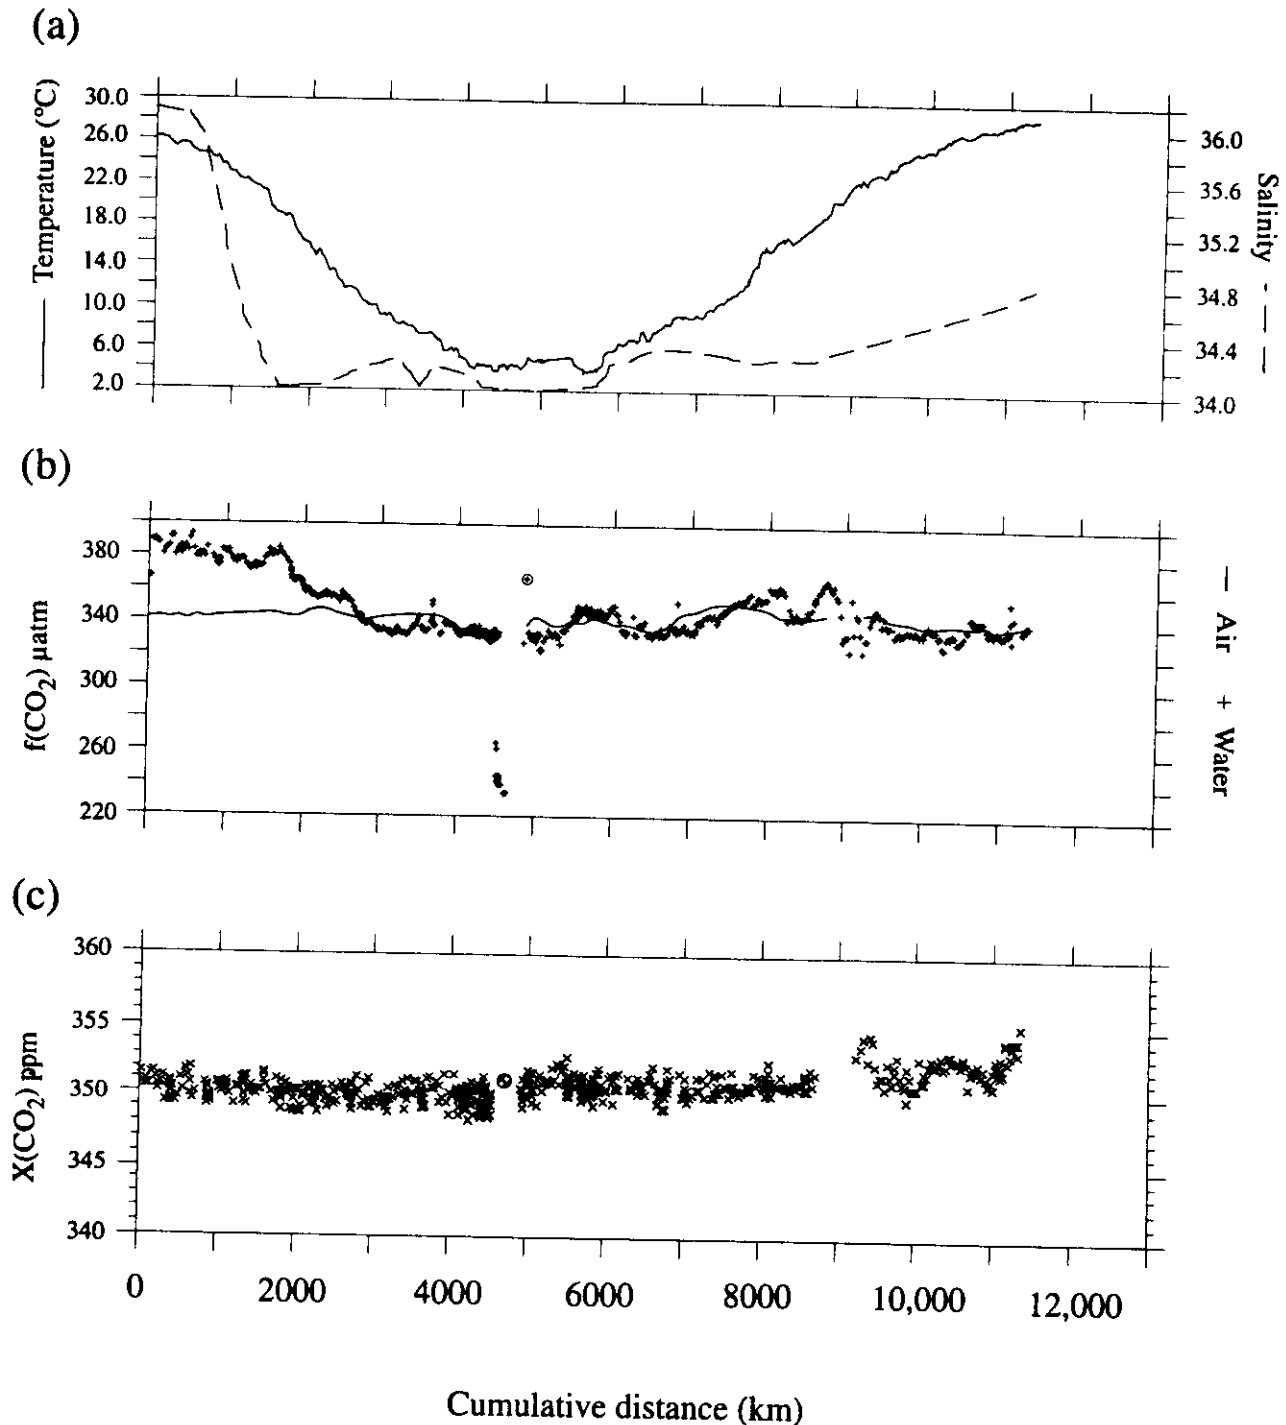 (a)
—— Temperature (°C)
30.0
26.0
22.0
18.0
14.0
10.0
6.0
2.0
36.0
35.6
35.2
34.8
34.4
34.0
Salinity - — —
(b)
f(CO2) µatm
380
340
300
260
220
— Air + Water
(c)
X(CO2) ppm
360
355
350
345
340
0 2000 4000 6000 8000 10,000 12,000
Cumulative distance (km)